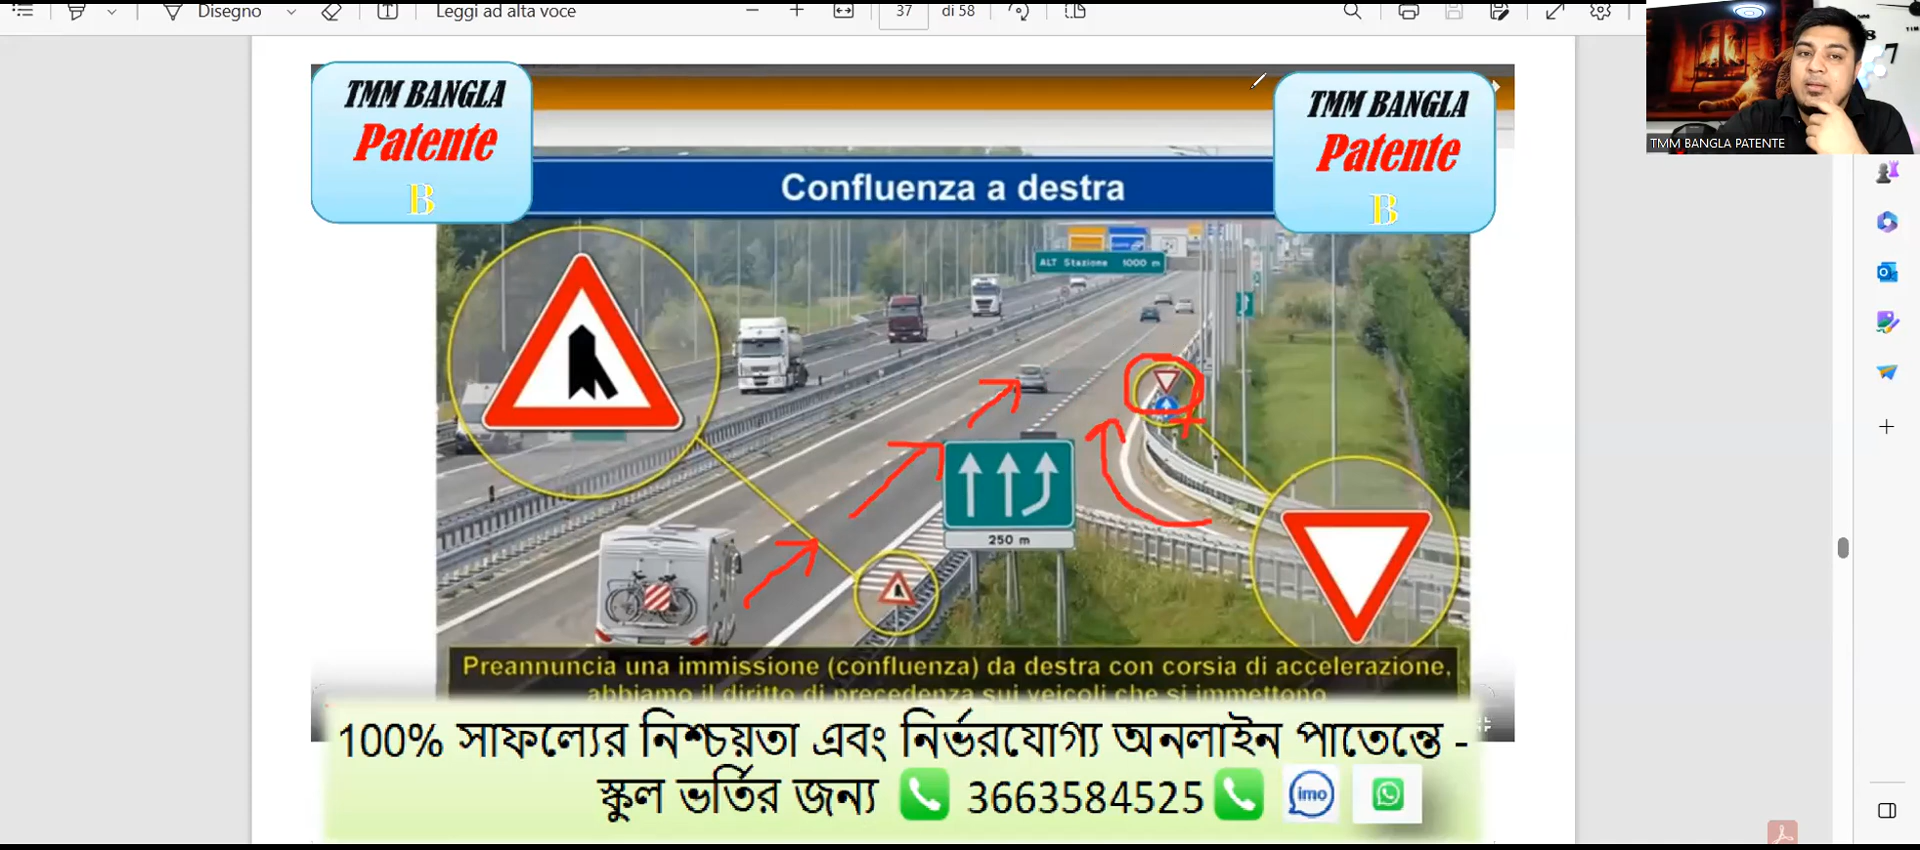 Disegno
Leggi ad alta voce
37 di 58
TMM BANGLA
Patente
B
TMM BANGLA
Patente
B
TMM BANGLA PATENTE
Confluenza a destra
ALT Stazione 1000 m
250 m
Preannuncia una immissione (confluenza) da destra con corsia di accelerazione,
abbiamo il diritto di precedenza sui veicoli che si immettono
100% সাফল্যের নিশ্চয়তা এবং নির্ভরযোগ্য অনলাইন পাতেন্তে -
স্কুল ভর্তির জন্য 3663584525
imo